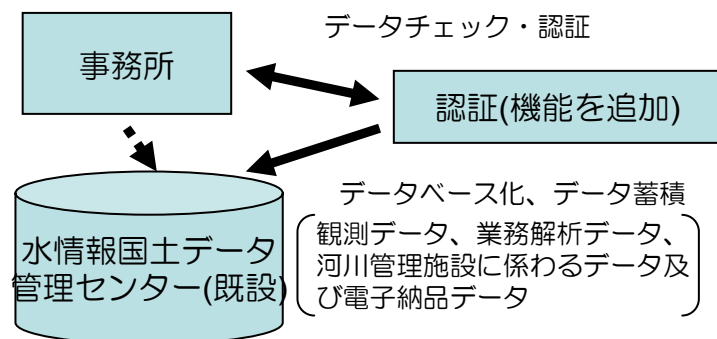 データチェック・認証
事務所
認証(機能を追加)
データベース化、データ蓄積
水情報国土データ
管理センター(既設)
観測データ、業務解析データ、
河川管理施設に係わるデータ及
び電子納品データ